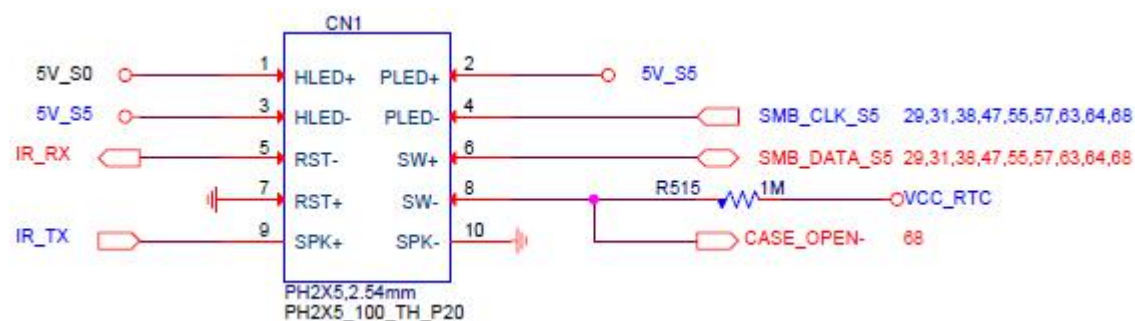 CN1
5V_S0 1 HLED+ PLED+ 2 5V_S5
5V_S5 3 HLED- PLED- 4 SMB_CLK_S5 29,31,38,47,55,57,63,64,68
IR_RX 5 RST- SW+ 6 SMB_DATA_S5 29,31,38,47,55,57,63,64,68
7 RST+ SW- 8 R515 1M VCC_RTC
IR_TX 9 SPK+ SPK- 10 CASE_OPEN- 68
PH2X5,2.54mm
PH2X5_100_TH_P20